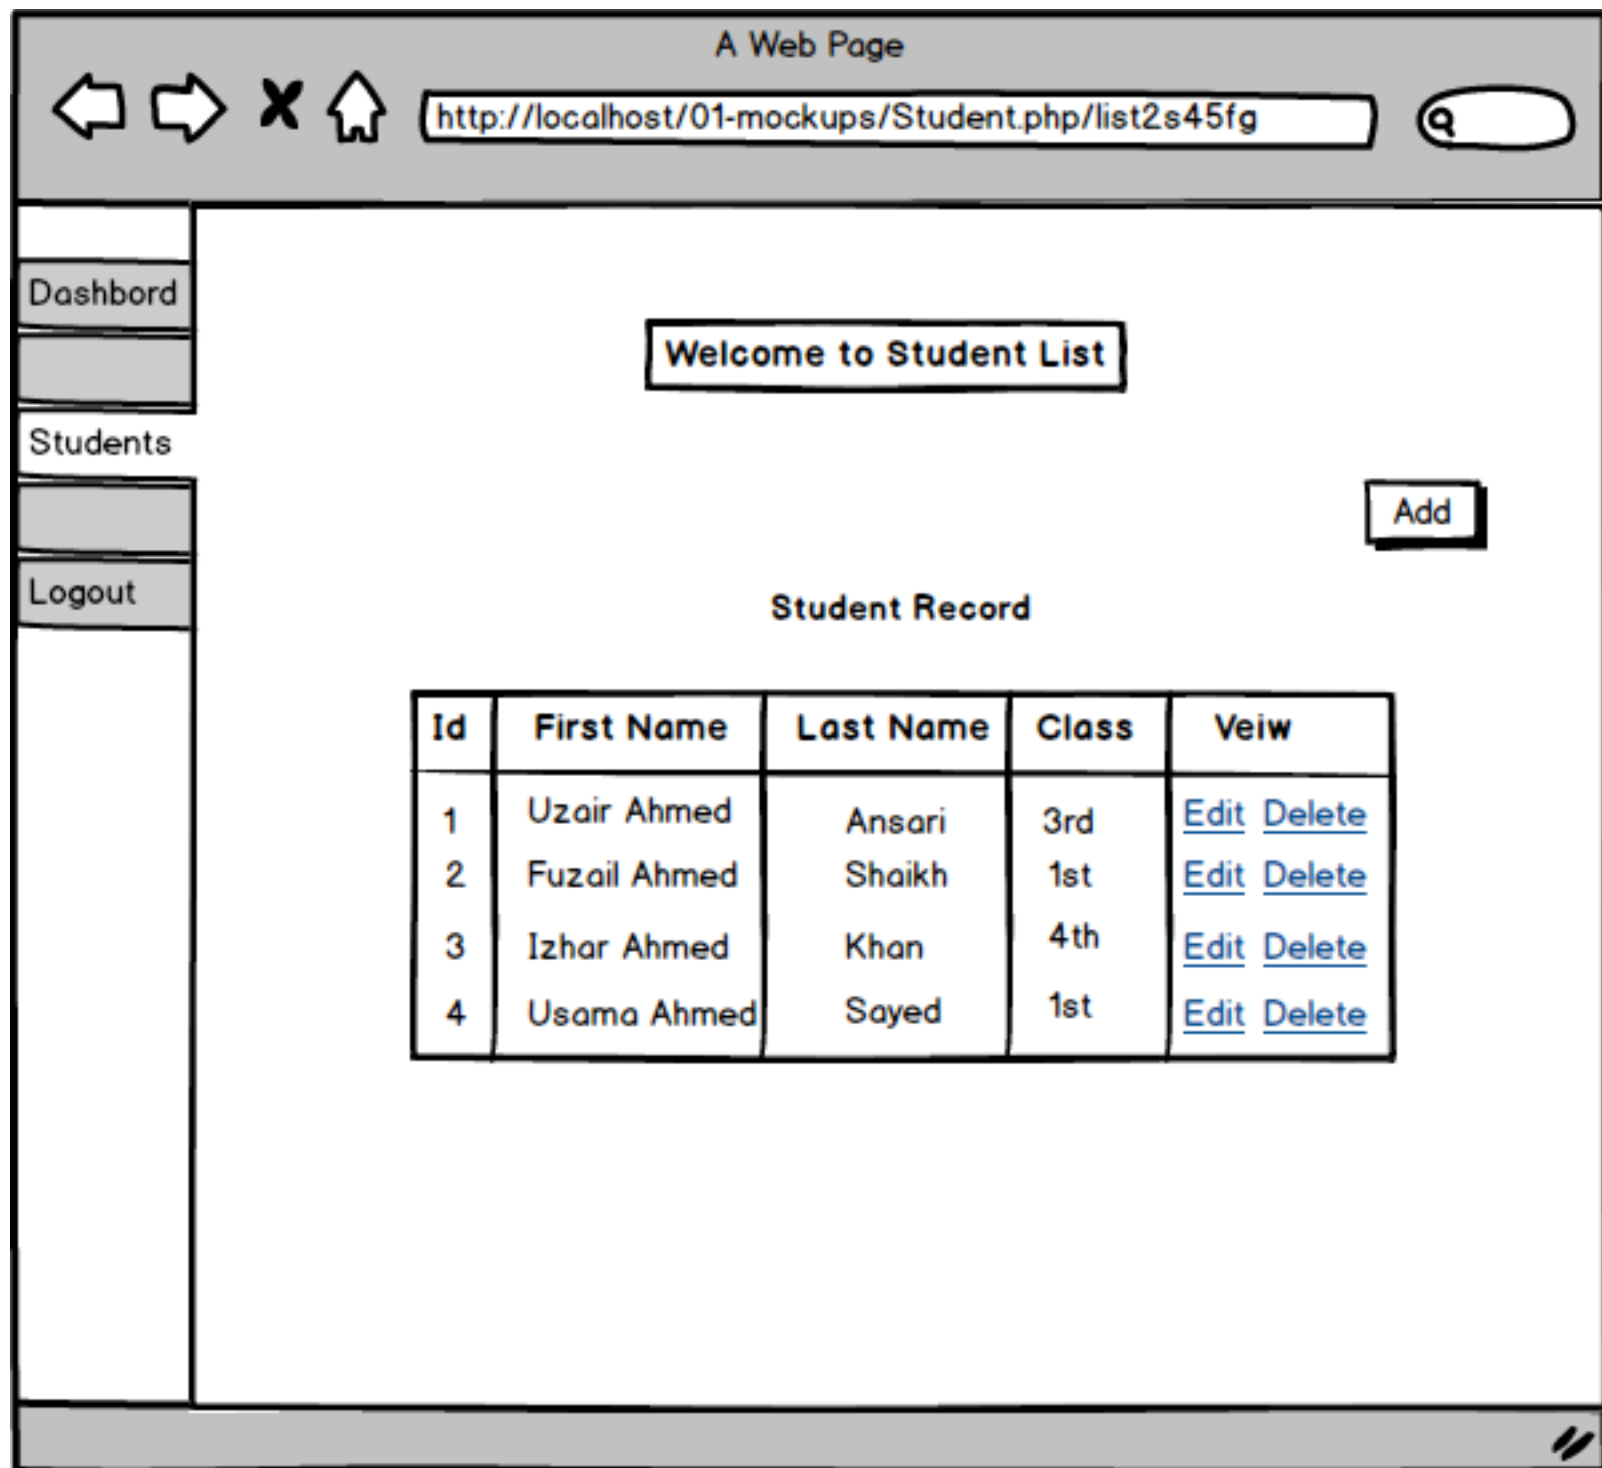 A Web Page
http://localhost/01-mockups/Student.php/list2s45fg
Dashbord
Students
Logout
Welcome to Student List
Add
Student Record
Id First Name Last Name Class Veiw
1 Uzair Ahmed Ansari 3rd Edit Delete
2 Fuzail Ahmed Shaikh 1st Edit Delete
3 Izhar Ahmed Khan 4th Edit Delete
4 Usama Ahmed Sayed 1st Edit Delete